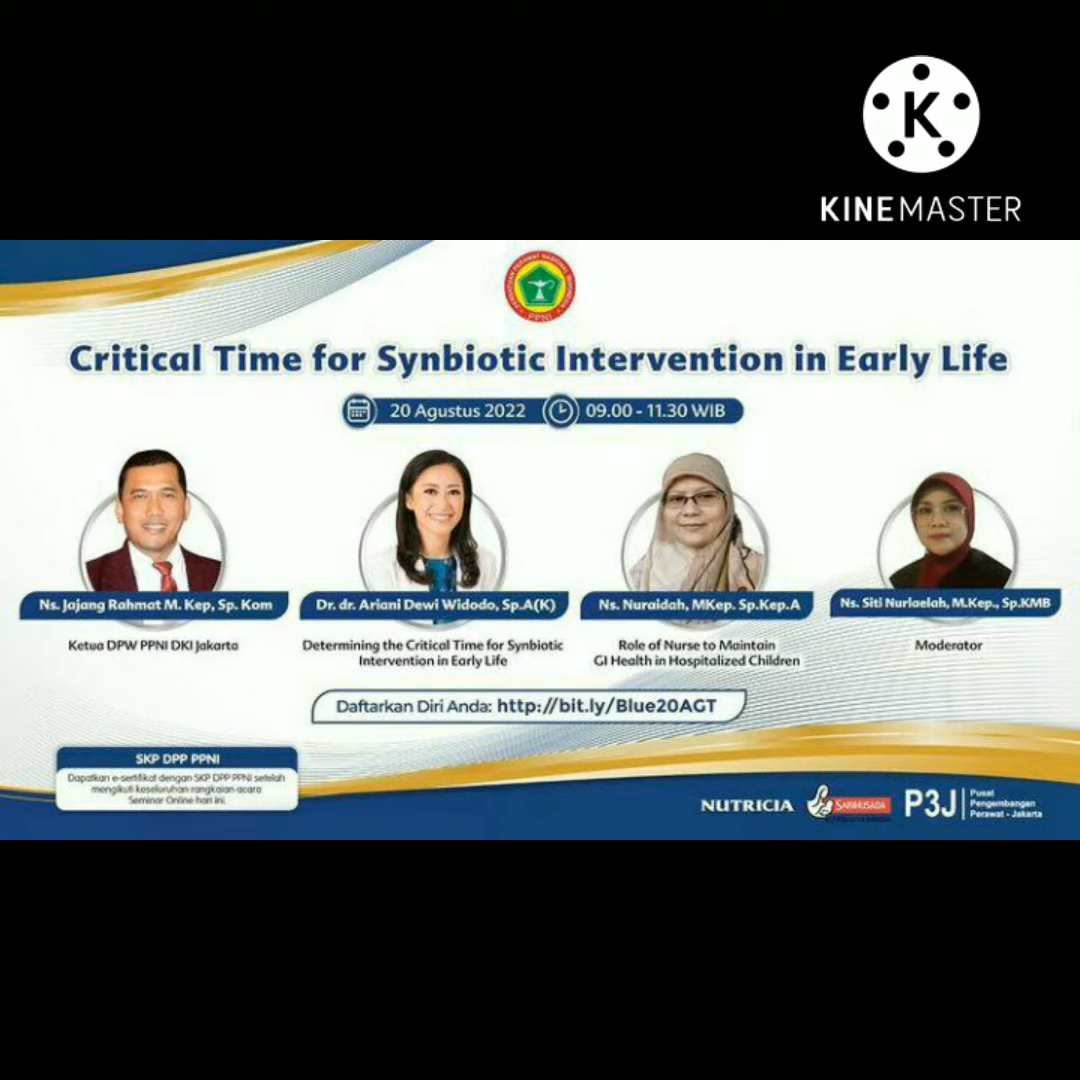 KINEMASTER
PERSATUAN PERAWAT NASIONAL INDONESIA
PPNI
Critical Time for Synbiotic Intervention in Early Life
20 Agustus 2022 09.00 - 11.30 WIB
Ns. Jajang Rahmat M. Kep, Sp. Kom
Ketua DPW PPNI DKI Jakarta
Dr. dr. Ariani Dewi Widodo, Sp.A(K)
Determining the Critical Time for Synbiotic
Intervention in Early Life
Ns. Nuraidah, MKep. Sp.Kep.A
Role of Nurse to Maintain
GI Health in Hospitalized Children
Ns. Siti Nurlaelah, M.Kep., Sp.KMB
Moderator
Daftarkan Diri Anda: http://bit.ly/Blue20AGT
SKP DPP PPNI
Dapatkan e-sertifikat dengan SKP DPP PPNI setelah
mengikuti keseluruhan rangkaian acara
Seminar Online hari ini.
NUTRICIA
SARIHUSADA
P3J
Pusat
Pengembangan
Perawat - Jakarta